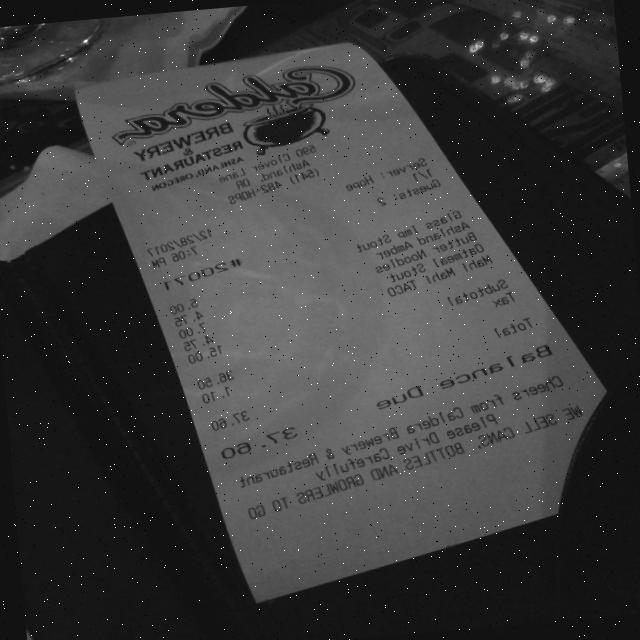 Caldera
BREWERY
RESTAURANT
ASHLAND, OREGON
590 Clover Lane
Ashland, OR
(541) 482-HOPS
Server: 12/28/2017
7:06 PM
Guests: 2 #20071
Glass Imp Stout 5.00
Ashland Amber 4.75
Butter Noodles 7.00
Oatmeal Stout 4.75
Mahi Mahi TACO 15.00
Subtotal 36.50
Tax 1.10
Total 37.60
Balance Due 37.60
Cheers From Caldera Brewery & Restaurant
Please Drive Carefully
WE SELL CANS, BOTTLES AND GROWLERS TO GO